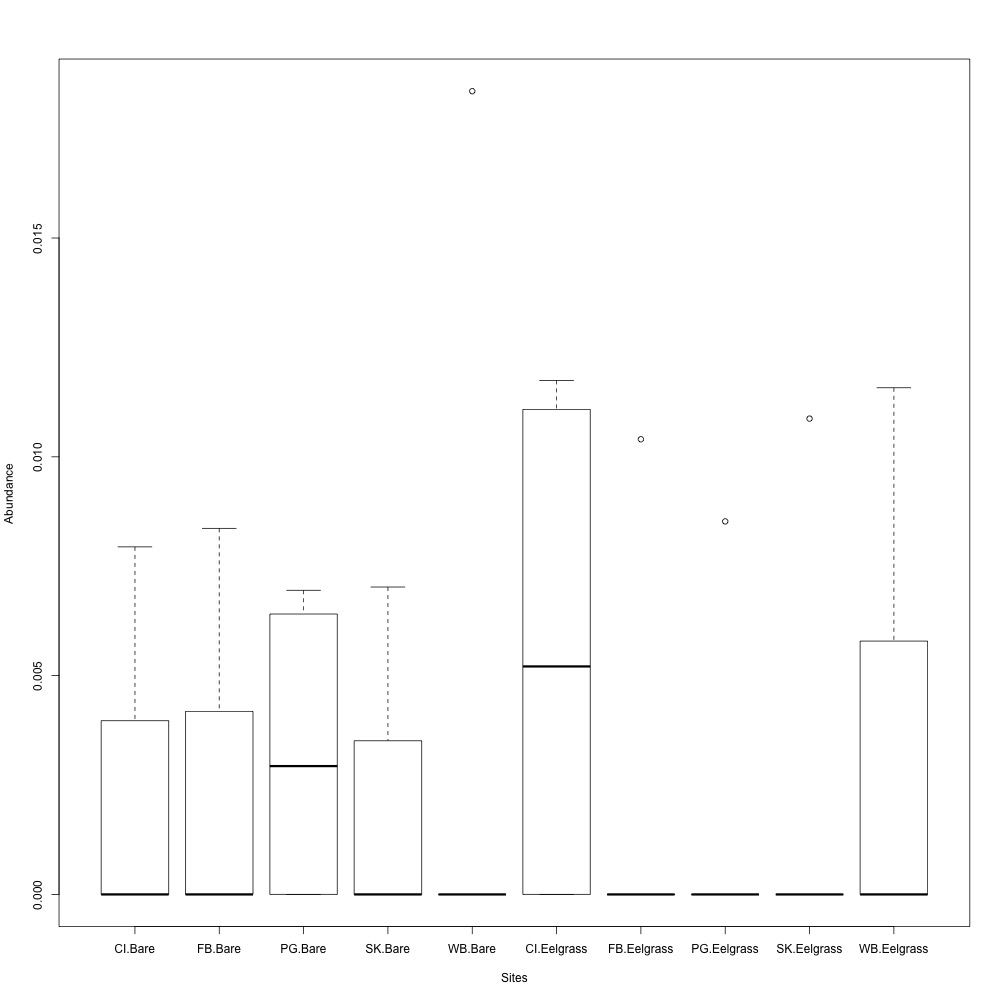 Abundance
0.015
0.010
0.005
0.000
CI.Bare FB.Bare PG.Bare SK.Bare WB.Bare CI.Eelgrass FB.Eelgrass PG.Eelgrass SK.Eelgrass WB.Eelgrass
Sites